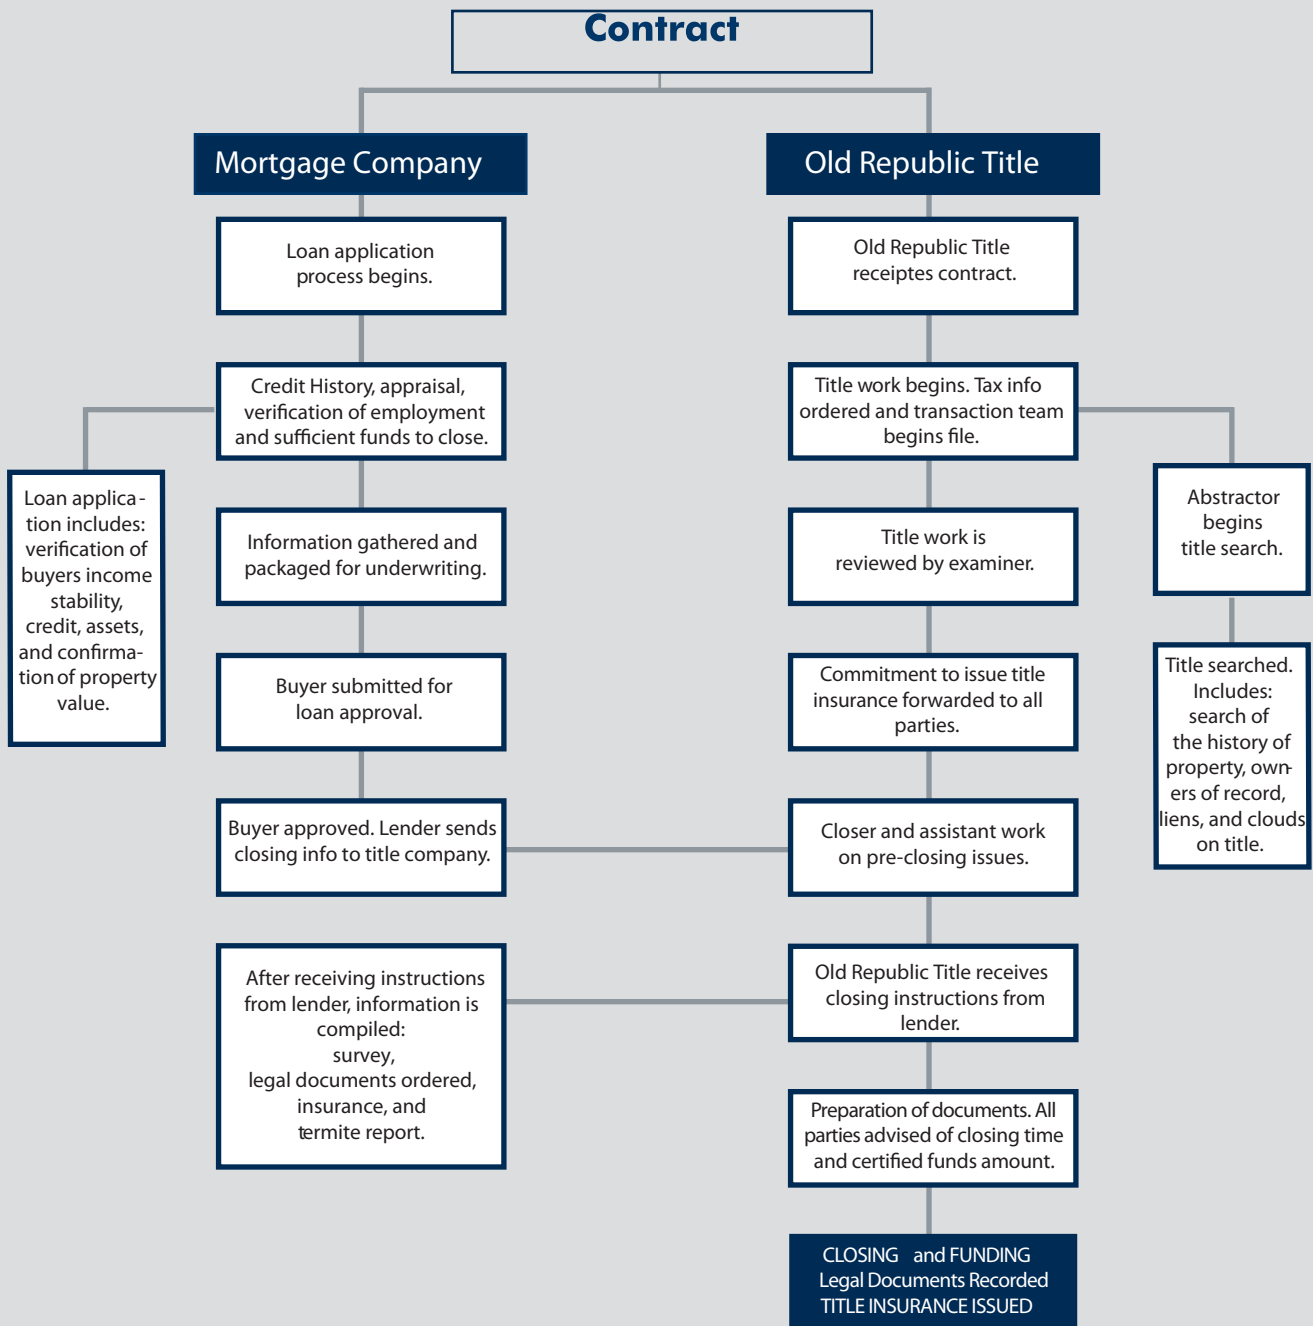 Contract
Mortgage Company
Loan application
process begins.
Credit History, appraisal,
verification of employment
and sufficient funds to close.
Loan applica-
tion includes:
verification of
buyers income
stability,
credit, assets,
and confirma-
tion of property
value.
Information gathered and
packaged for underwriting.
Buyer submitted for
loan approval.
Buyer approved. Lender sends
closing info to title company.
After receiving instructions
from lender, information is
compiled:
survey,
legal documents ordered,
insurance, and
termite report.
Old Republic Title
Old Republic Title
receiptes contract.
Title work begins. Tax info
ordered and transaction team
begins file.
Abstractor
begins
title search.
Title searched.
Includes:
search of
the history of
property, own-
ers of record,
liens, and clouds
on title.
Title work is
reviewed by examiner.
Commitment to issue title
insurance forwarded to all
parties.
Closer and assistant work
on pre-closing issues.
Old Republic Title receives
closing instructions from
lender.
Preparation of documents. All
parties advised of closing time
and certified funds amount.
CLOSING and FUNDING
Legal Documents Recorded
TITLE INSURANCE ISSUED